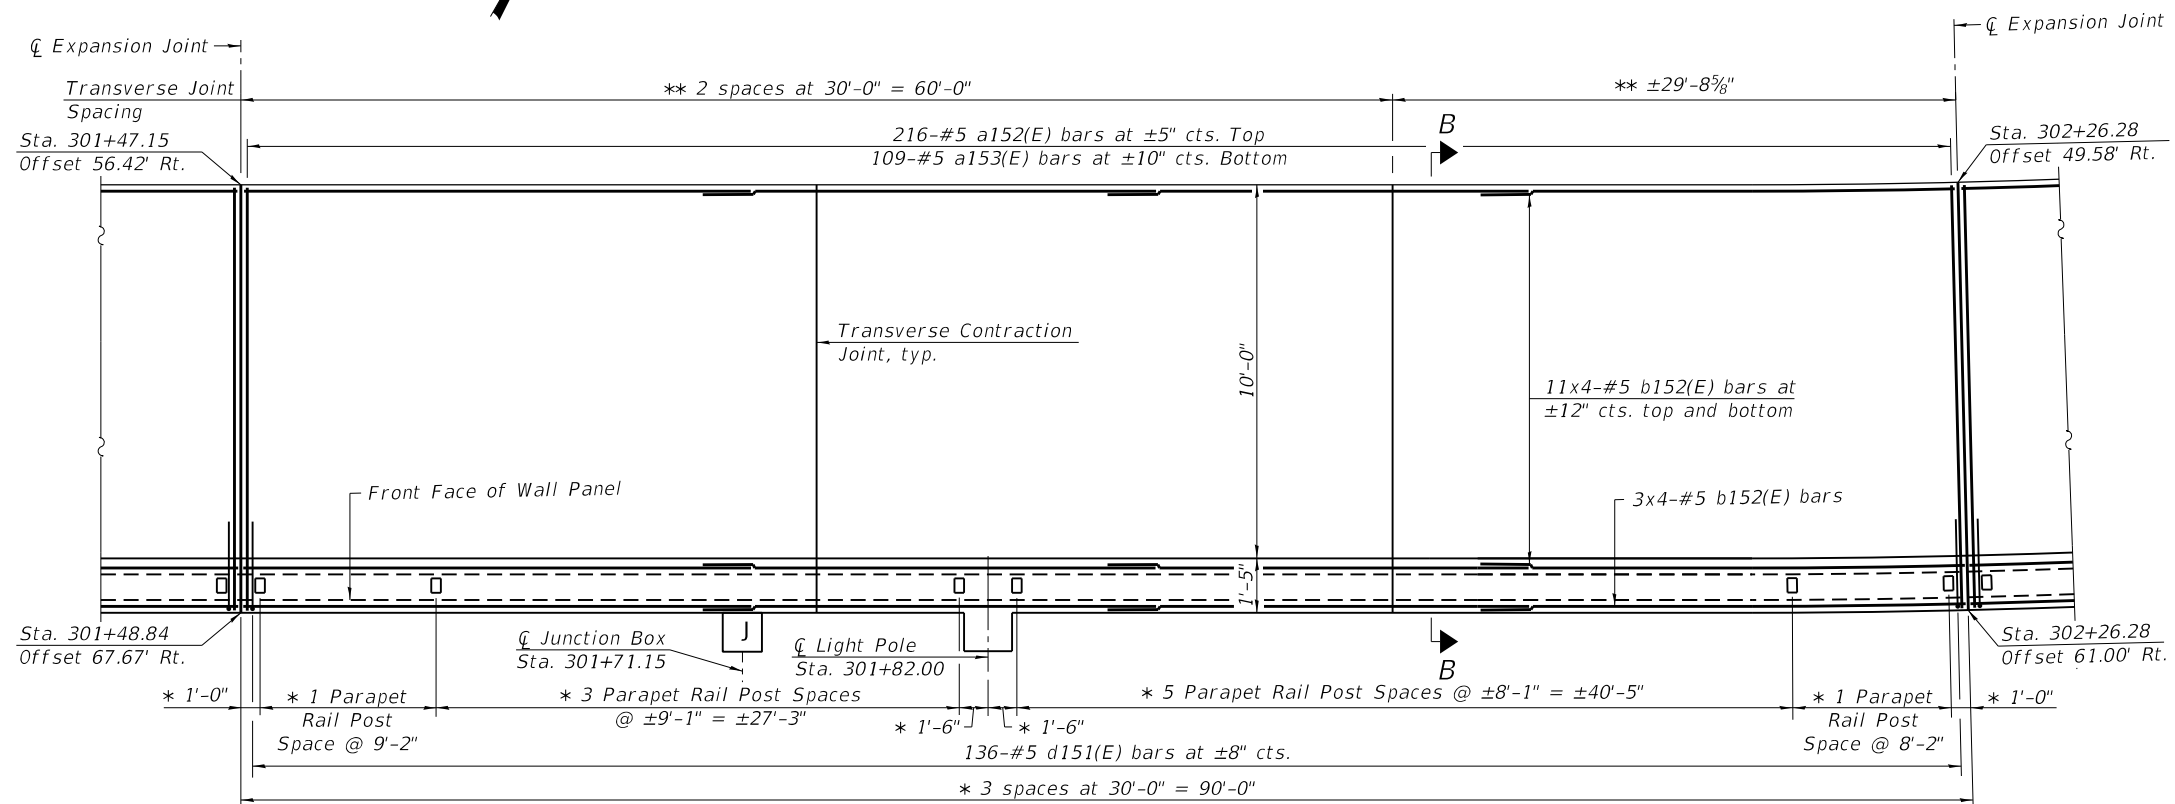 ℄ Expansion Joint
℄ Expansion Joint
Transverse Joint
Spacing
** 2 spaces at 30'-0" = 60'-0"
** ±29'-8⅝"
Sta. 301+47.15
Offset 56.42' Rt.
216-#5 a152(E) bars at ±5" cts. Top
109-#5 a153(E) bars at ±10" cts. Bottom
B
Sta. 302+26.28
Offset 49.58' Rt.
Transverse Contraction
Joint, typ.
10'-0"
11x4-#5 b152(E) bars at
±12" cts. top and bottom
Front Face of Wall Panel
3x4-#5 b152(E) bars
1'-5"
Sta. 301+48.84
Offset 67.67' Rt.
℄ Junction Box
Sta. 301+71.15
J
℄ Light Pole
Sta. 301+82.00
B
Sta. 302+26.28
Offset 61.00' Rt.
* 1'-0"
* 1 Parapet
Rail Post
Space @ 9'-2"
* 3 Parapet Rail Post Spaces
@ ±9'-1" = ±27'-3"
* 1'-6"
* 1'-6"
* 5 Parapet Rail Post Spaces @ ±8'-1" = ±40'-5"
* 1 Parapet
Rail Post
Space @ 8'-2"
* 1'-0"
136-#5 d151(E) bars at ±8" cts.
* 3 spaces at 30'-0" = 90'-0"